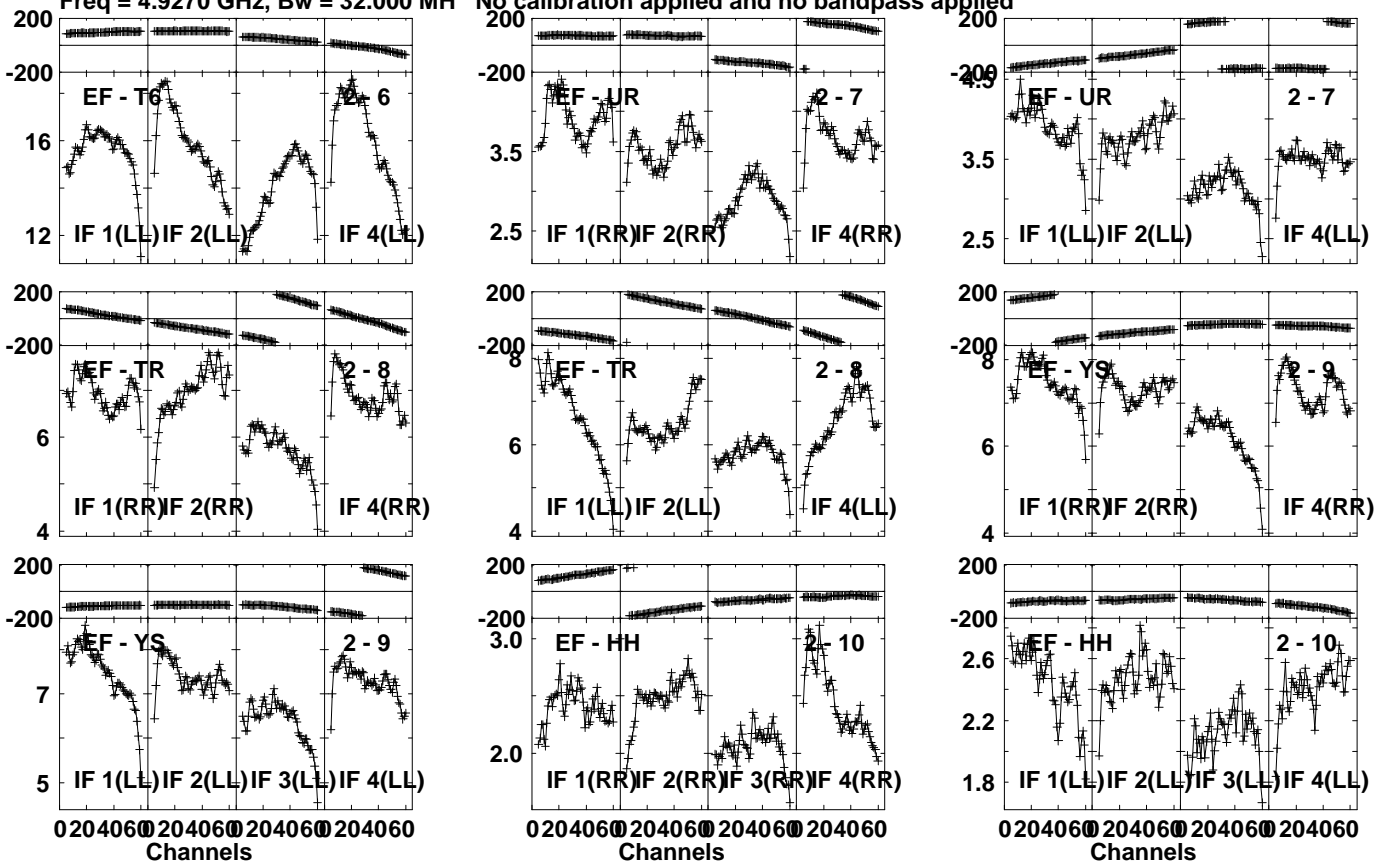 Freq = 4.9270 GHz, Bw = 32.000 MH No calibration applied and no bandpass applied
200
-200
EF - T6
2 - 6
16
12
IF 1(LL)
IF 2(LL)
IF 4(LL)
200
-200
EF - UR
2 - 7
3.5
2.5
IF 1(RR)
IF 2(RR)
IF 4(RR)
200
-200
4.5
EF - UR
2 - 7
3.5
2.5
IF 1(LL)
IF 2(LL)
IF 4(LL)
200
-200
EF - TR
2 - 8
6
4
IF 1(RR)
IF 2(RR)
IF 4(RR)
200
-200
8
EF - TR
2 - 8
6
4
IF 1(LL)
IF 2(LL)
IF 4(LL)
200
-200
8
EF - YS
2 - 9
6
4
IF 1(RR)
IF 2(RR)
IF 4(RR)
200
-200
EF - YS
2 - 9
7
5
IF 1(LL)
IF 2(LL)
IF 3(LL)
IF 4(LL)
0 20 40 60 0 20 40 60 0 20 40 60 0 20 40 60
Channels
200
-200
3.0
EF - HH
2 - 10
2.0
IF 1(RR)
IF 2(RR)
IF 3(RR)
IF 4(RR)
0 20 40 60 0 20 40 60 0 20 40 60 0 20 40 60
Channels
200
-200
EF - HH
2 - 10
2.6
2.2
1.8
IF 1(LL)
IF 2(LL)
IF 3(LL)
IF 4(LL)
0 20 40 60 0 20 40 60 0 20 40 60 0 20 40 60
Channels